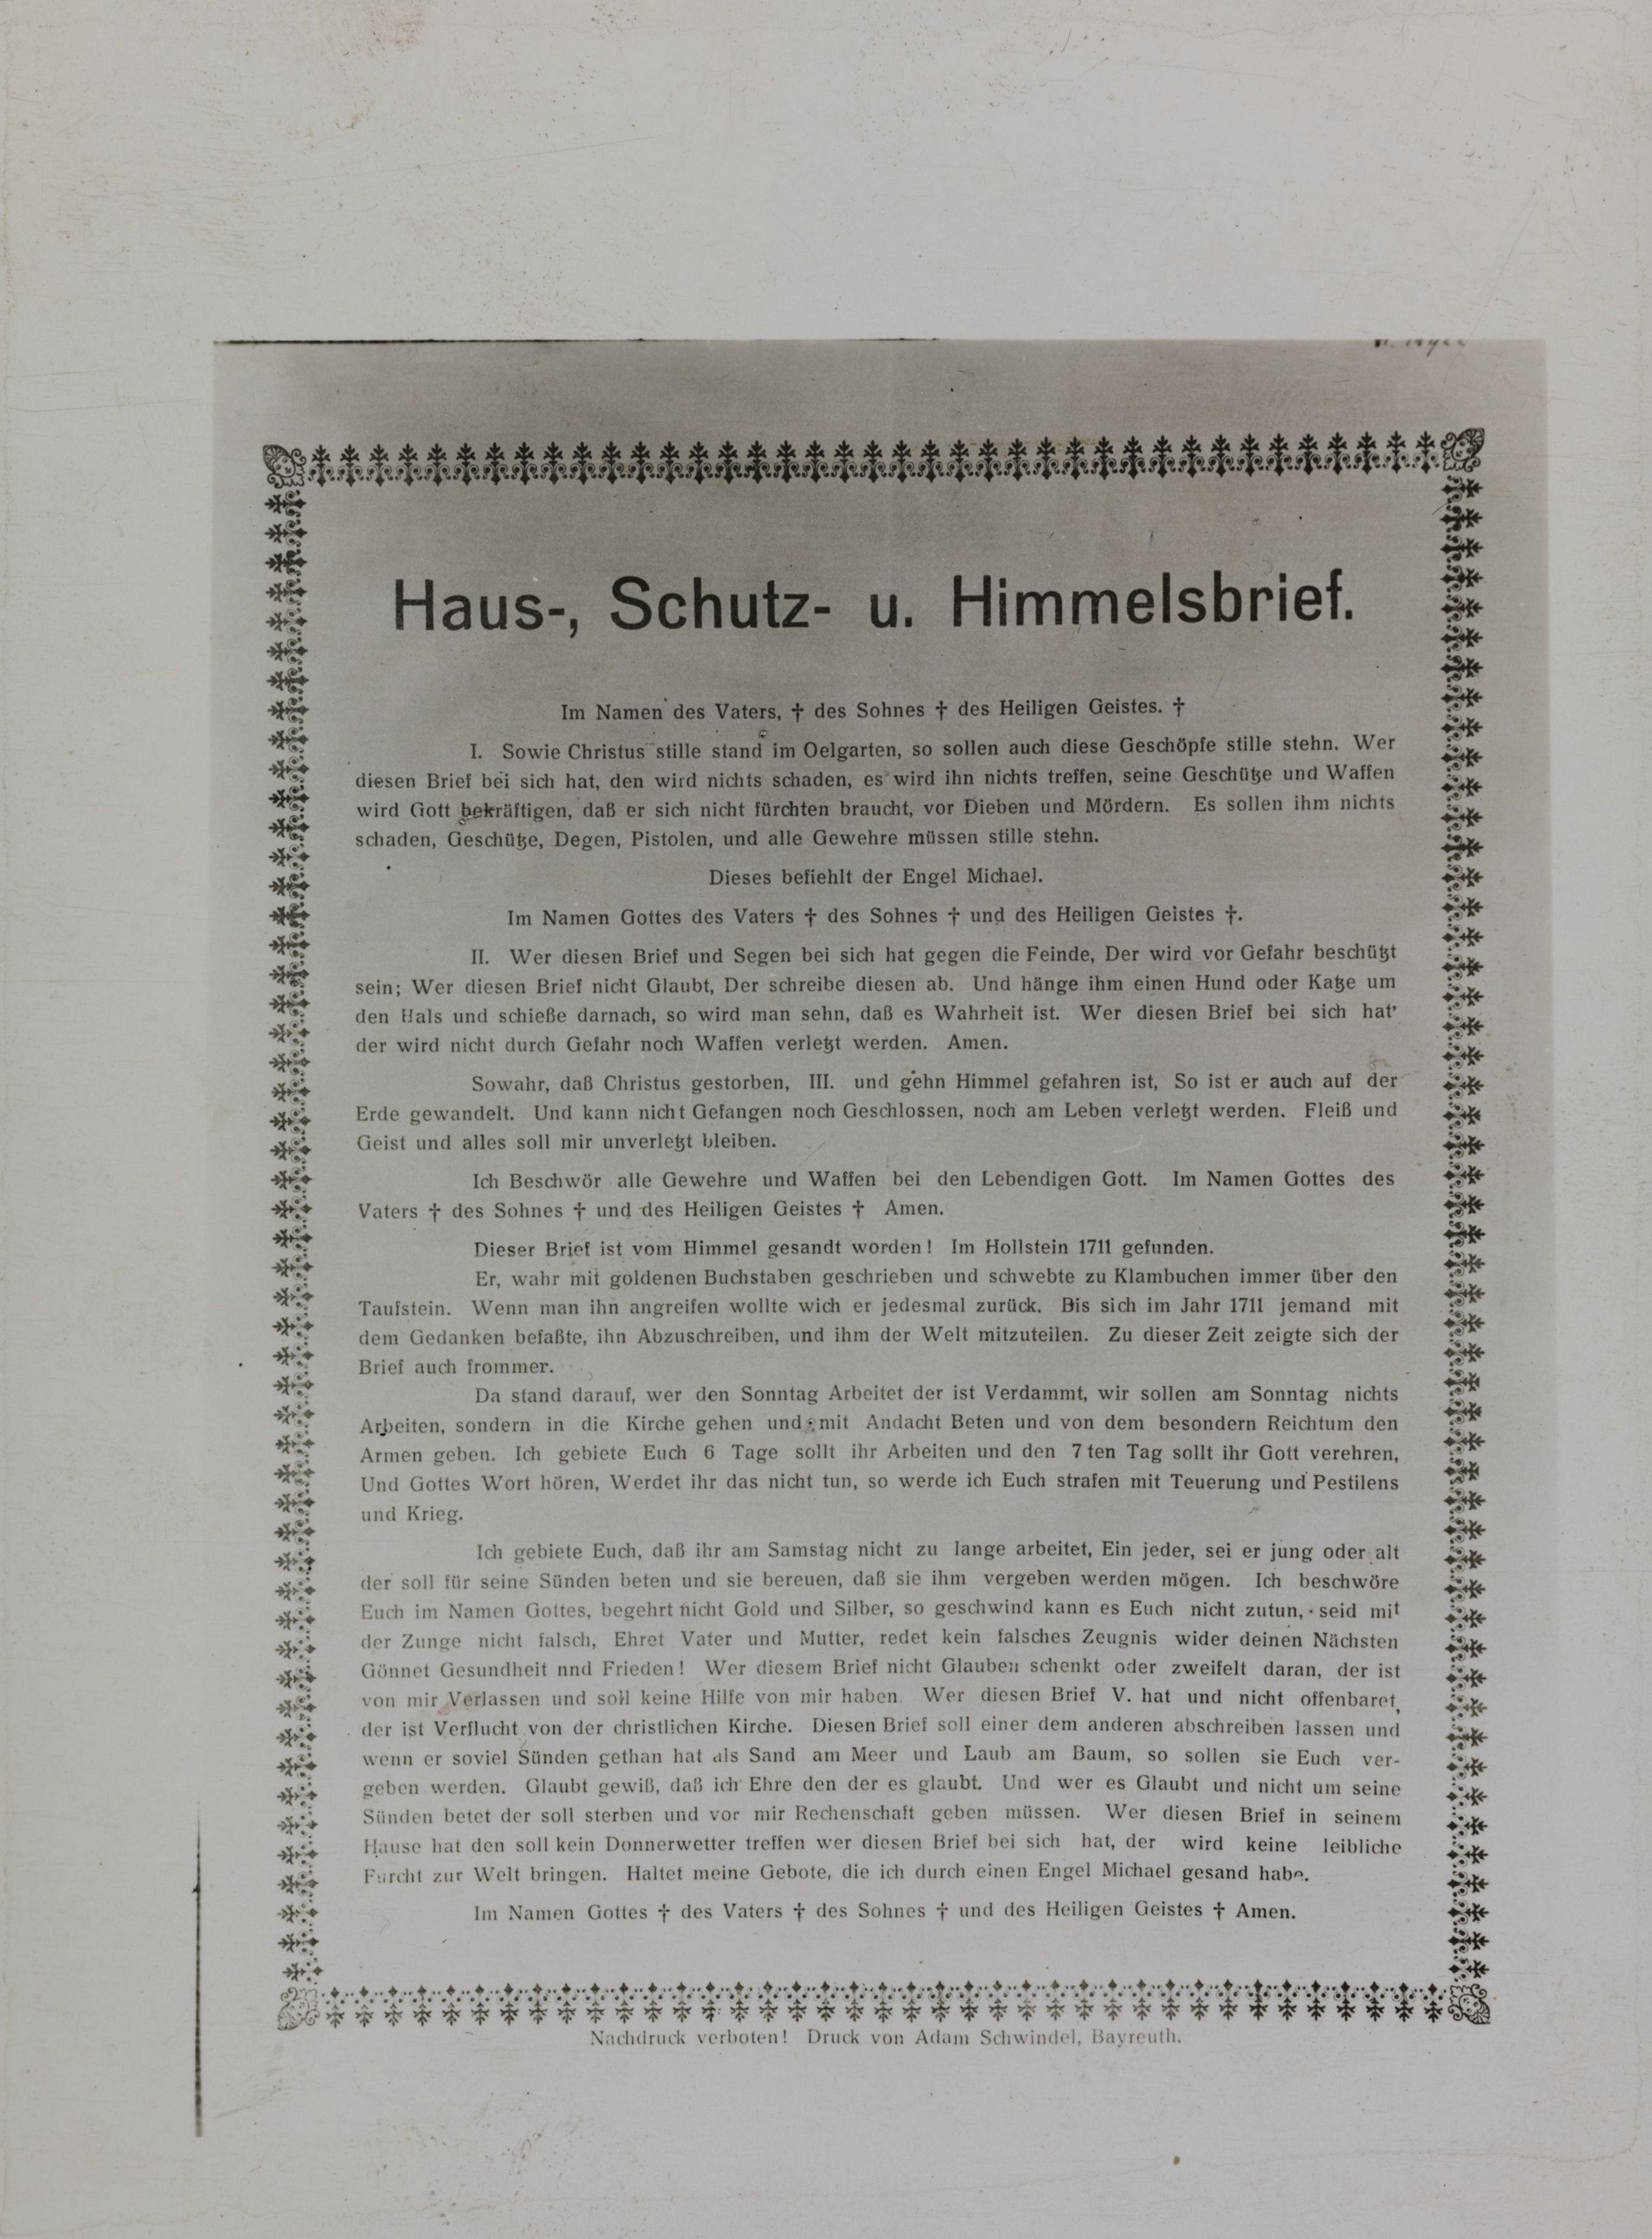 Haus-, Schutz- u. Himmelsbrief.
Im Namen des Vaters, † des Sohnes † des Heiligen Geistes. †
I. Sowie Christus stille stand im Oelgarten, so sollen auch diese Geschöpfe stille stehn. Wer
diesen Brief bei sich hat, den wird nichts schaden, es wird ihn nichts treffen, seine Geschütze und Waffen
wird Gott bekräftigen, daß er sich nicht fürchten braucht, vor Dieben und Mördern. Es sollen ihm nichts
schaden, Geschütze, Degen, Pistolen, und alle Gewehre müssen stille stehn.
Dieses befiehlt der Engel Michael.
Im Namen Gottes des Vaters † des Sohnes † und des Heiligen Geistes †.
II. Wer diesen Brief und Segen bei sich hat gegen die Feinde, Der wird vor Gefahr beschützt
sein; Wer diesen Brief nicht Glaubt, Der schreibe diesen ab. Und hänge ihm einen Hund oder Katze um
den Hals und schieße darnach, so wird man sehn, daß es Wahrheit ist. Wer diesen Brief bei sich hat'
der wird nicht durch Gefahr noch Waffen verletzt werden. Amen.
Sowahr, daß Christus gestorben, III. und gehn Himmel gefahren ist, So ist er auch auf der
Erde gewandelt. Und kann nicht Gefangen noch Geschlossen, noch am Leben verletzt werden. Fleiß und
Geist und alles soll mir unverletzt bleiben.
Ich Beschwör alle Gewehre und Waffen bei den Lebendigen Gott. Im Namen Gottes des
Vaters † des Sohnes † und des Heiligen Geistes † Amen.
Dieser Brief ist vom Himmel gesandt worden! Im Hollstein 1711 gefunden.
Er, wahr mit goldenen Buchstaben geschrieben und schwebte zu Klambuchen immer über den
Taufstein. Wenn man ihn angreifen wollte wich er jedesmal zurück. Bis sich im Jahr 1711 jemand mit
dem Gedanken befaßte, ihn Abzuschreiben, und ihm der Welt mitzuteilen. Zu dieser Zeit zeigte sich der
Brief auch frommer.
Da stand darauf, wer den Sonntag Arbeitet der ist Verdammt, wir sollen am Sonntag nichts
Arbeiten, sondern in die Kirche gehen und mit Andacht Beten und von dem besondern Reichtum den
Armen geben. Ich gebiete Euch 6 Tage sollt ihr Arbeiten und den 7 ten Tag sollt ihr Gott verehren,
Und Gottes Wort hören, Werdet ihr das nicht tun, so werde ich Euch strafen mit Teuerung und Pestilens
und Krieg.
Ich gebiete Euch, daß ihr am Samstag nicht zu lange arbeitet, Ein jeder, sei er jung oder alt
der soll für seine Sünden beten und sie bereuen, daß sie ihm vergeben werden mögen. Ich beschwöre
Euch im Namen Gottes, begehrt nicht Gold und Silber, so geschwind kann es Euch nicht zutun, seid mit
der Zunge nicht falsch, Ehret Vater und Mutter, redet kein falsches Zeugnis wider deinen Nächsten
Gönnet Gesundheit nnd Frieden! Wer diesem Brief nicht Glauben schenkt oder zweifelt daran, der ist
von mir Verlassen und soll keine Hilfe von mir haben. Wer diesen Brief V. hat und nicht offenbaret,
der ist Verflucht von der christlichen Kirche. Diesen Brief soll einer dem anderen abschreiben lassen und
wenn er soviel Sünden gethan hat als Sand am Meer und Laub am Baum, so sollen sie Euch ver-
geben werden. Glaubt gewiß, daß ich Ehre den der es glaubt. Und wer es Glaubt und nicht um seine
Sünden betet der soll sterben und vor mir Rechenschaft geben müssen. Wer diesen Brief in seinem
Hause hat den soll kein Donnerwetter treffen wer diesen Brief bei sich hat, der wird keine leibliche
Furcht zur Welt bringen. Haltet meine Gebote, die ich durch einen Engel Michael gesand habe.
Im Namen Gottes † des Vaters † des Sohnes † und des Heiligen Geistes † Amen.
Nachdruck verboten! Druck von Adam Schwindel, Bayreuth.